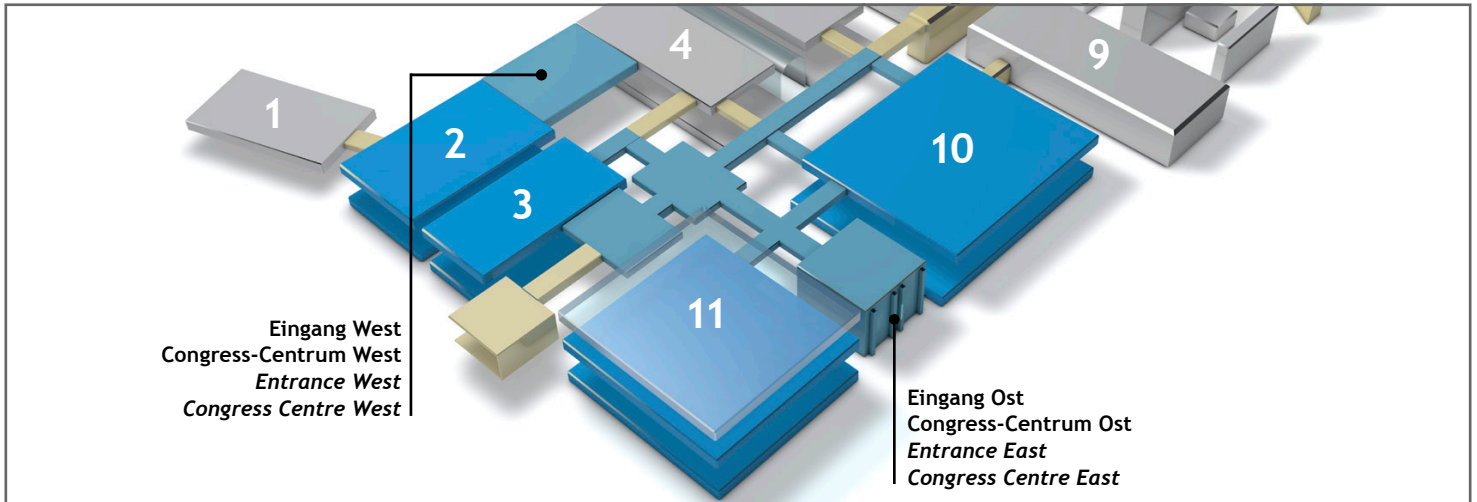 4
9
1
2
10
3
11
Eingang West
Congress-Centrum West
Entrance West
Congress Centre West
Eingang Ost
Congress-Centrum Ost
Entrance East
Congress Centre East